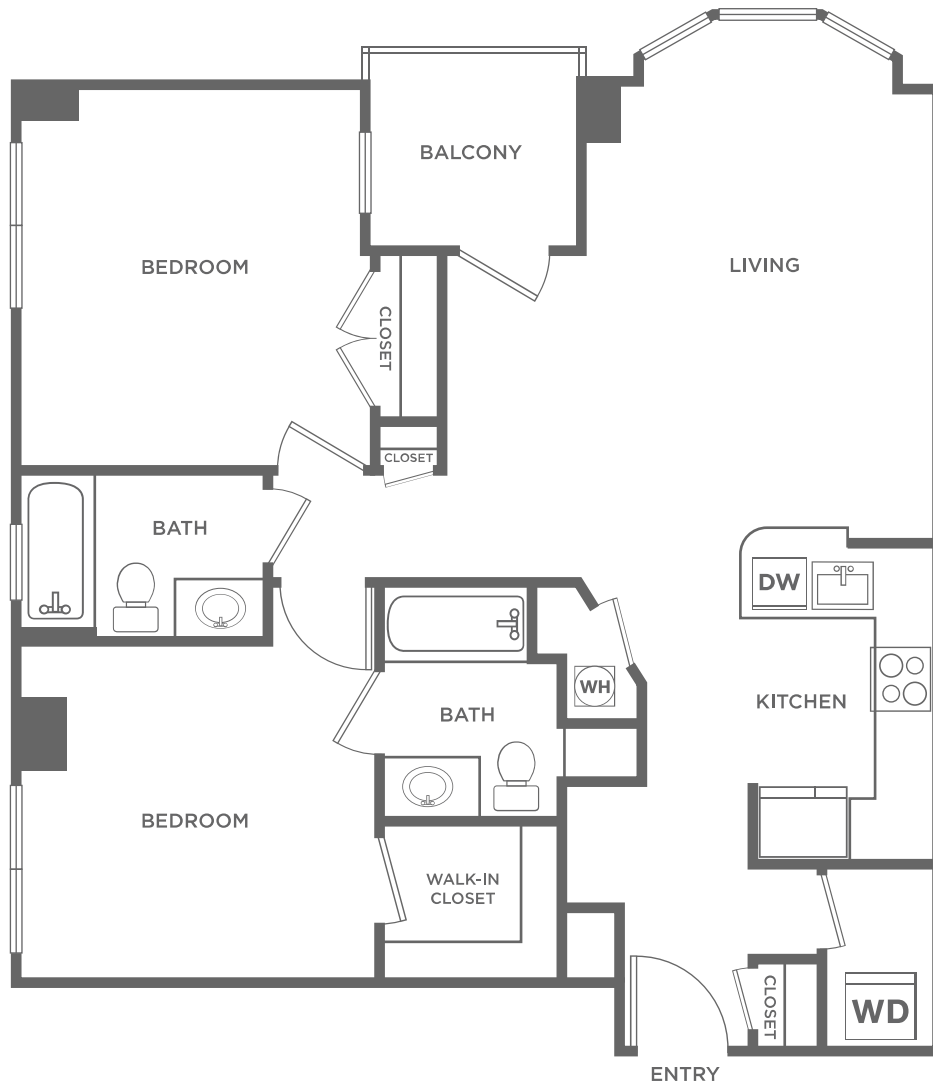 BALCONY
BEDROOM
LIVING
CLOSET
CLOSET
BATH
DW
WH
KITCHEN
BATH
BEDROOM
WALK-IN
CLOSET
CLOSET
WD
ENTRY